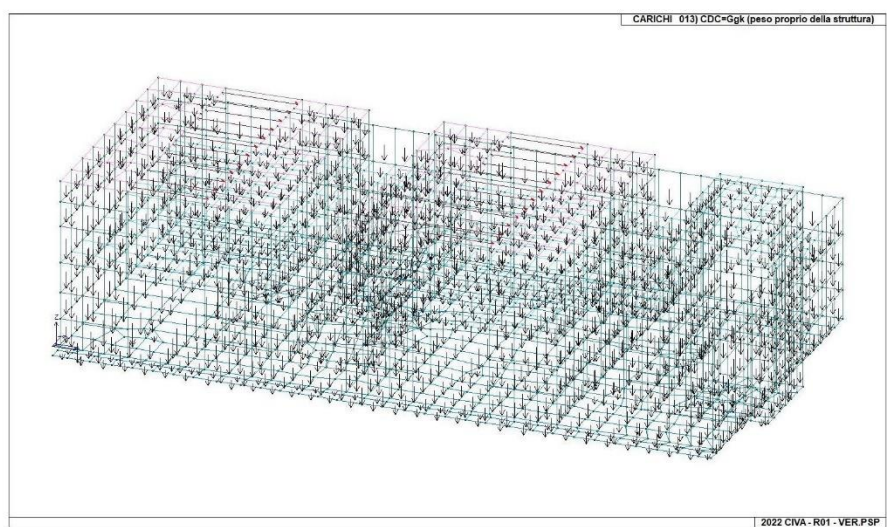 CARICHI 013) CDC=Ggk (peso proprio della struttura)
2022 CIVA - R01 - VER.PSP